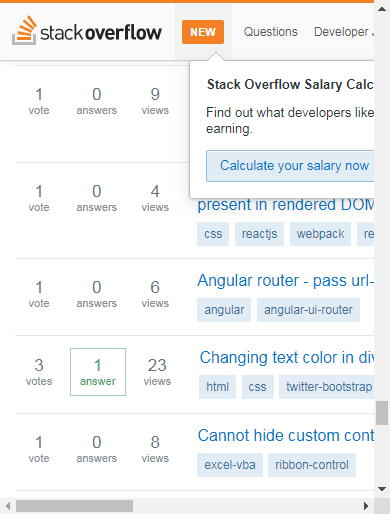 stackoverflow NEW Questions Developer J
Stack Overflow Salary Calc
Find out what developers like
earning.
Calculate your salary now
1 0 9
vote answers views
1 0 4
vote answers views
present in rendered DOM
css reactjs webpack re
1 0 6
vote answers views
Angular router - pass url-
angular angular-ui-router
3 1 23
votes answer views
Changing text color in div
html css twitter-bootstrap
1 0 8
vote answers views
Cannot hide custom cont
excel-vba ribbon-control